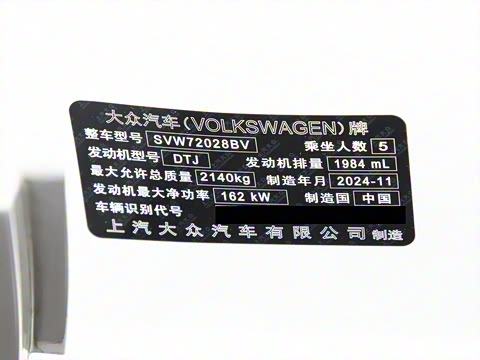 大众汽车(VOLKSWAGEN)牌
整车型号 SVW72028BV 乘坐人数 5
发动机型号 DTJ 发动机排量 1984 mL
最大允许总质量 2140kg 制造年月 2024-11
发动机最大净功率 162 kW 制造国 中国
车辆识别代号
上汽大众汽车有限公司 制造